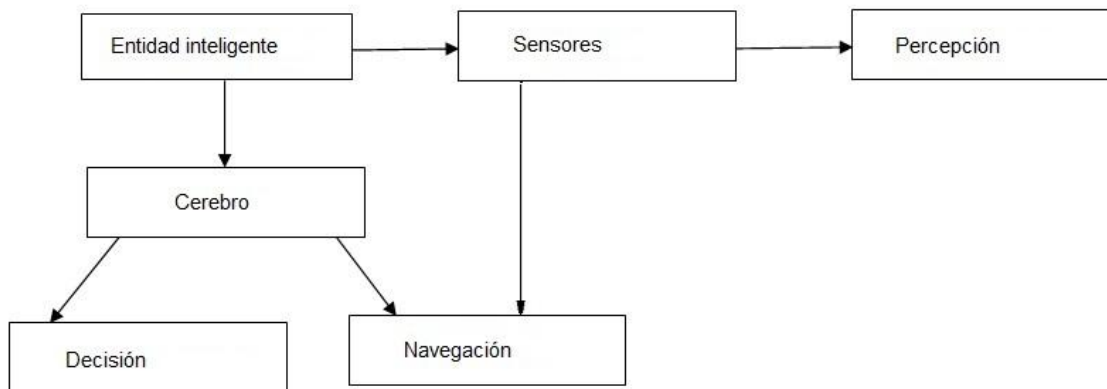 Entidad inteligente
Sensores
Percepción
Cerebro
Decisión
Navegación